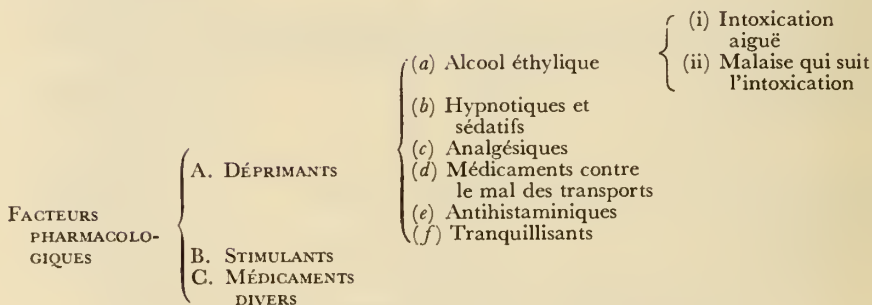 FACTEURS
PHARMACOLO-
GIQUES
A. DÉPRIMANTS
(a) Alcool éthylique
(i) Intoxication
aiguë
(ii) Malaise qui suit
l'intoxication
(b) Hypnotiques et
sédatifs
(c) Analgésiques
(d) Médicaments contre
le mal des transports
(e) Antihistaminiques
(f) Tranquillisants
B. STIMULANTS
C. MÉDICAMENTS
DIVERS